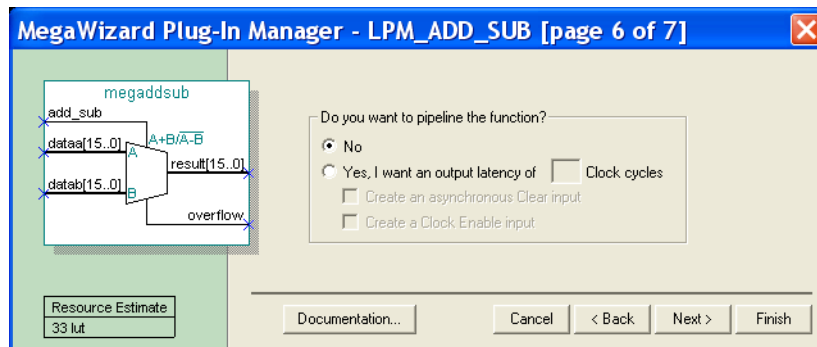 MegaWizard Plug-In Manager - LPM_ADD_SUB [page 6 of 7]
megaddsub
add_sub
A+B/A-B
dataa[15..0]
A
result[15..0]
datab[15..0]
B
overflow
Resource Estimate
33 lut
Do you want to pipeline the function?
No
Yes, I want an output latency of Clock cycles
Create an asynchronous Clear input
Create a Clock Enable input
Documentation... Cancel < Back Next > Finish